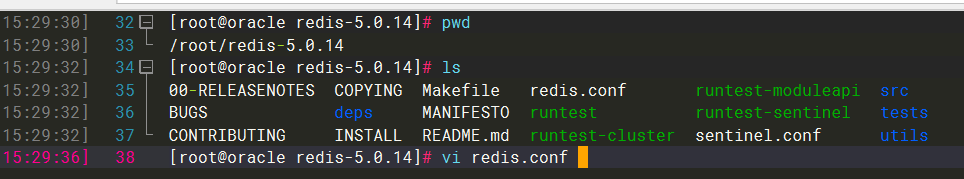 15:29:30] 32 [root@oracle redis-5.0.14]# pwd
15:29:30] 33 /root/redis-5.0.14
15:29:32] 34 [root@oracle redis-5.0.14]# ls
15:29:32] 35 00-RELEASENOTES COPYING Makefile redis.conf runtest-moduleapi src
15:29:32] 36 BUGS deps MANIFESTO runtest runtest-sentinel tests
15:29:32] 37 CONTRIBUTING INSTALL README.md runtest-cluster sentinel.conf utils
15:29:36] 38 [root@oracle redis-5.0.14]# vi redis.conf